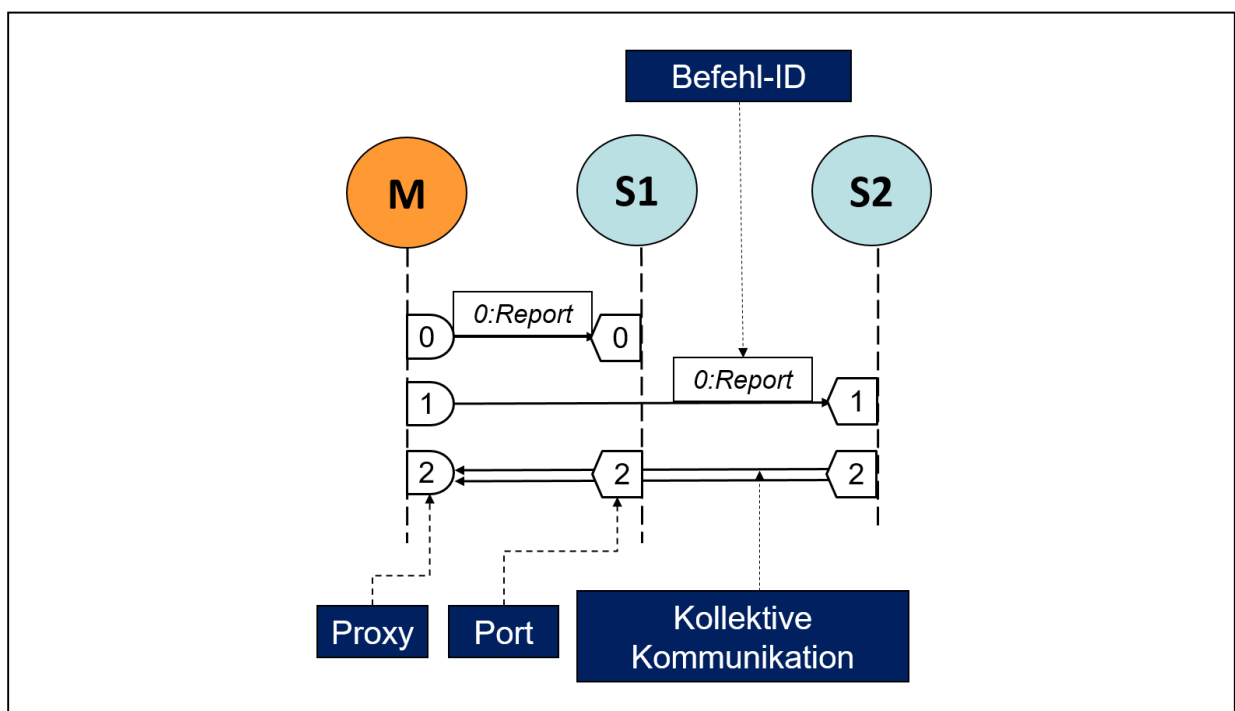 Befehl-ID
M
S1
S2
0:Report
0
0
0:Report
1
1
2
2
2
Proxy
Port
Kollektive
Kommunikation